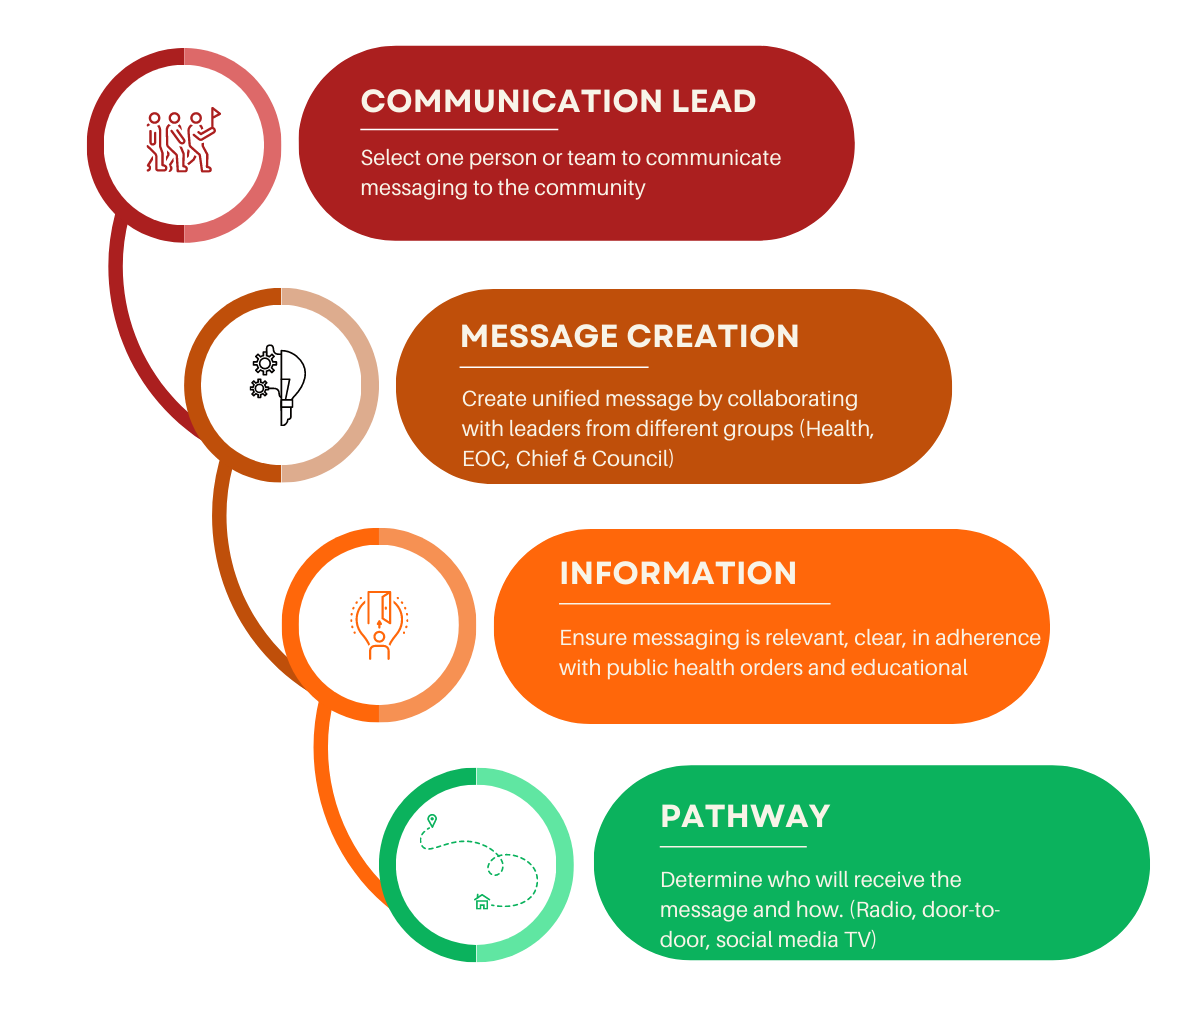 COMMUNICATION LEAD
Select one person or team to communicate
messaging to the community
MESSAGE CREATION
Create unified message by collaborating
with leaders from different groups (Health,
EOC, Chief & Council)
INFORMATION
Ensure messaging is relevant, clear, in adherence
with public health orders and educational
PATHWAY
Determine who will receive the
message and how. (Radio, door-to-
door, social media TV)